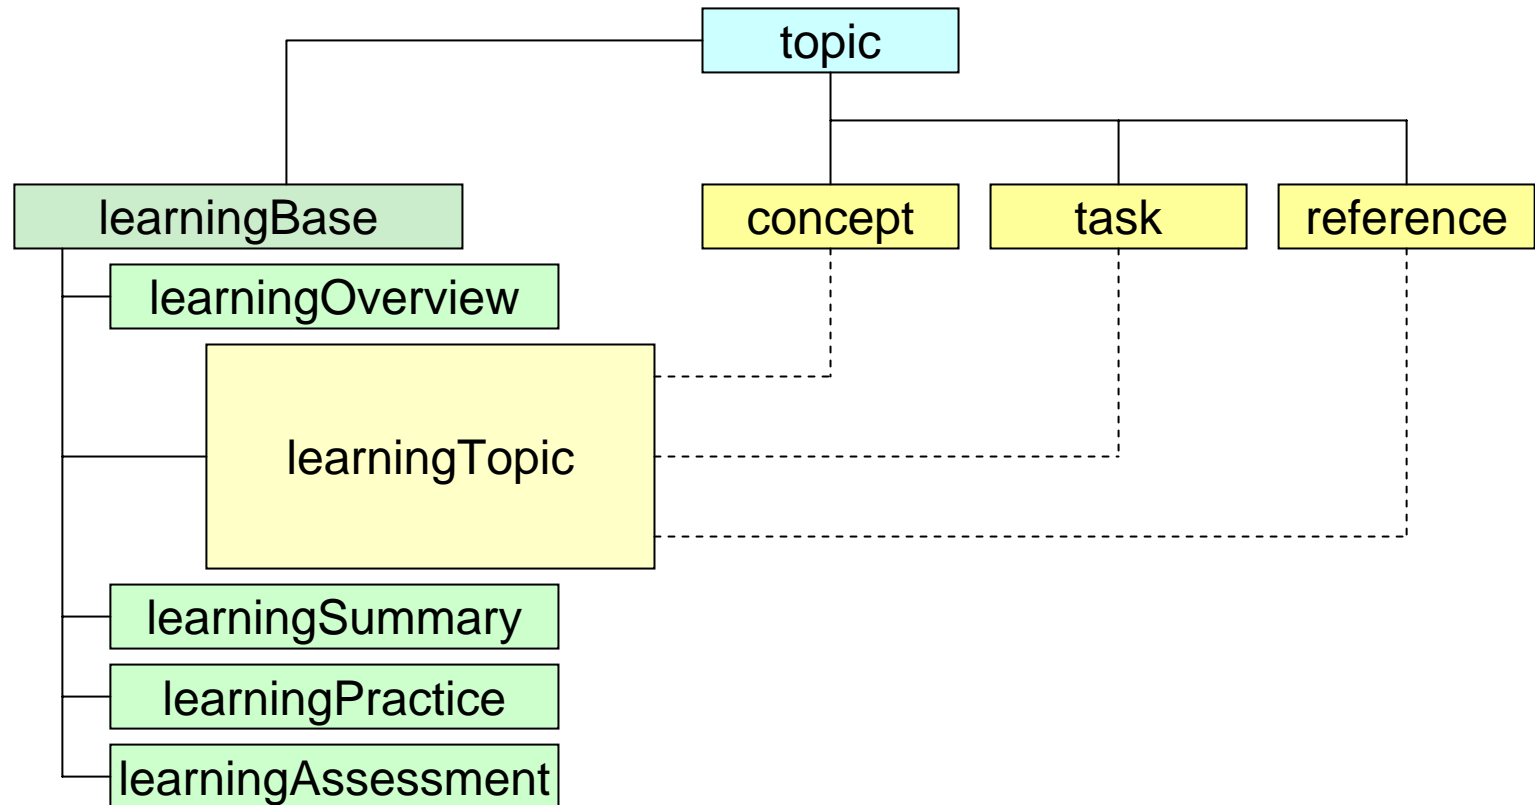 topic
learningBase
concept
task
reference
learningOverview
learningTopic
learningSummary
learningPractice
learningAssessment